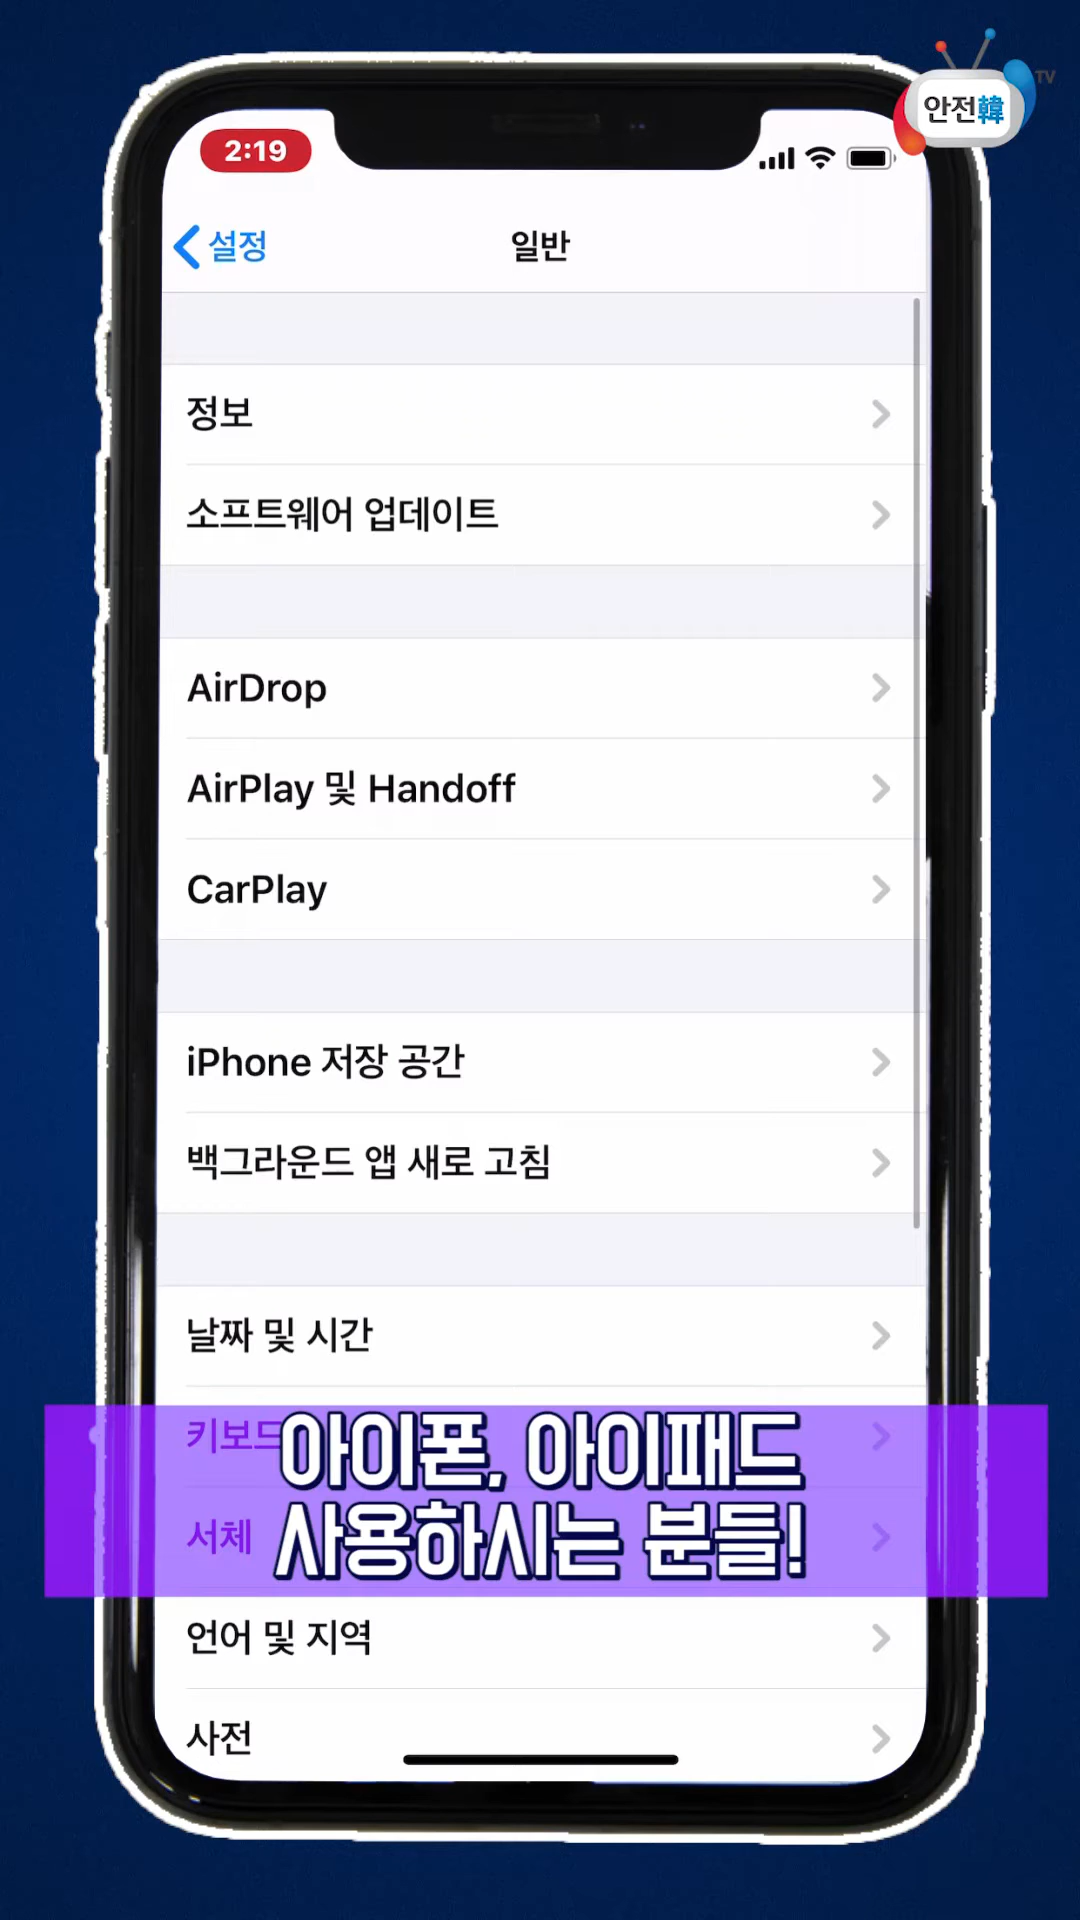 안전韓
TV
2:19
설정
일반
정보
소프트웨어 업데이트
AirDrop
AirPlay 및 Handoff
CarPlay
iPhone 저장 공간
백그라운드 앱 새로 고침
날짜 및 시간
키보드
아이폰, 아이패드
서체
사용하시는 분들!
언어 및 지역
사전